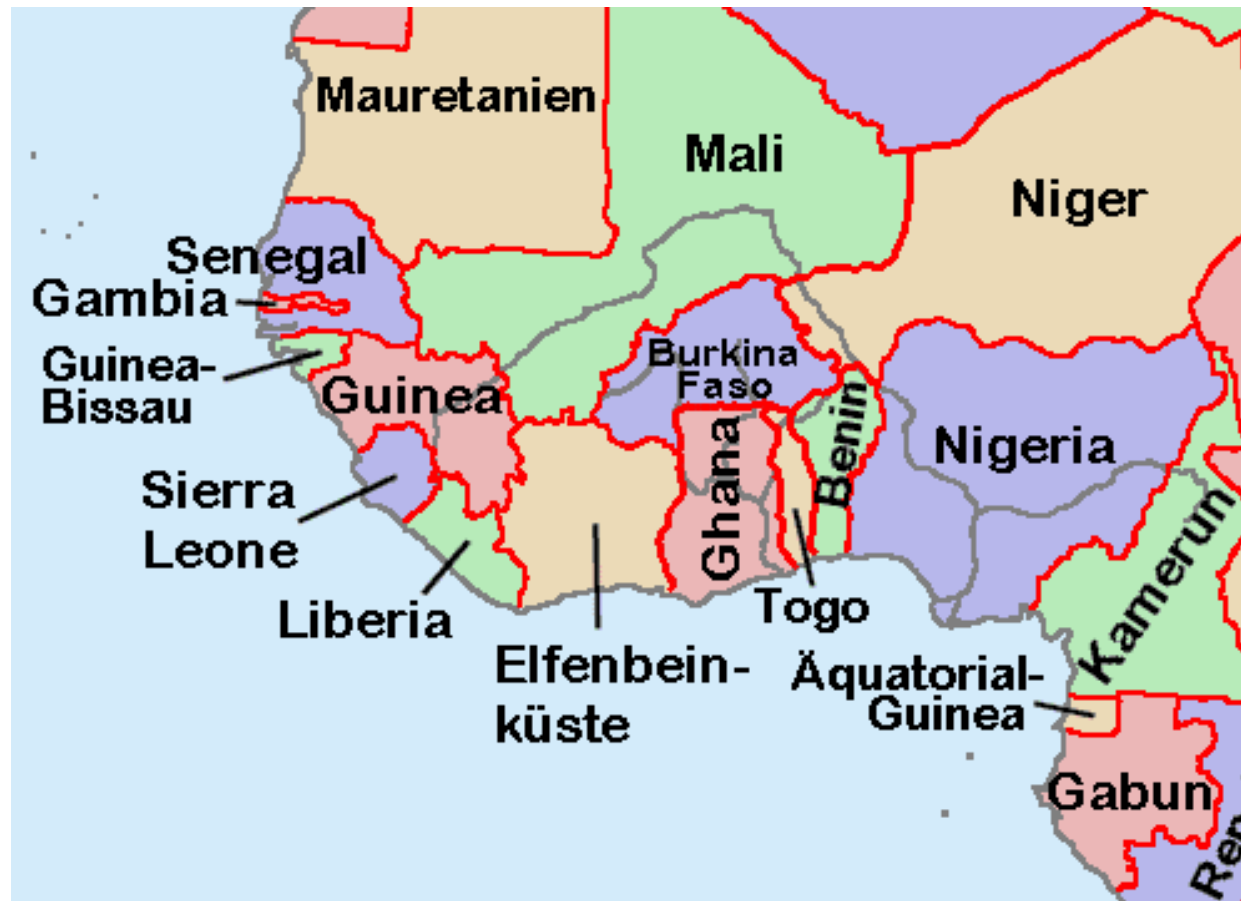 Mauretanien
Mali
Niger
Senegal
Gambia
Guinea-
Bissau
Guinea
Burkina
Faso
Benin
Nigeria
Ghana
Sierra
Leone
Liberia
Togo
Elfenbein-
küste
Kamerun
Äquatorial-
Guinea
Gabun